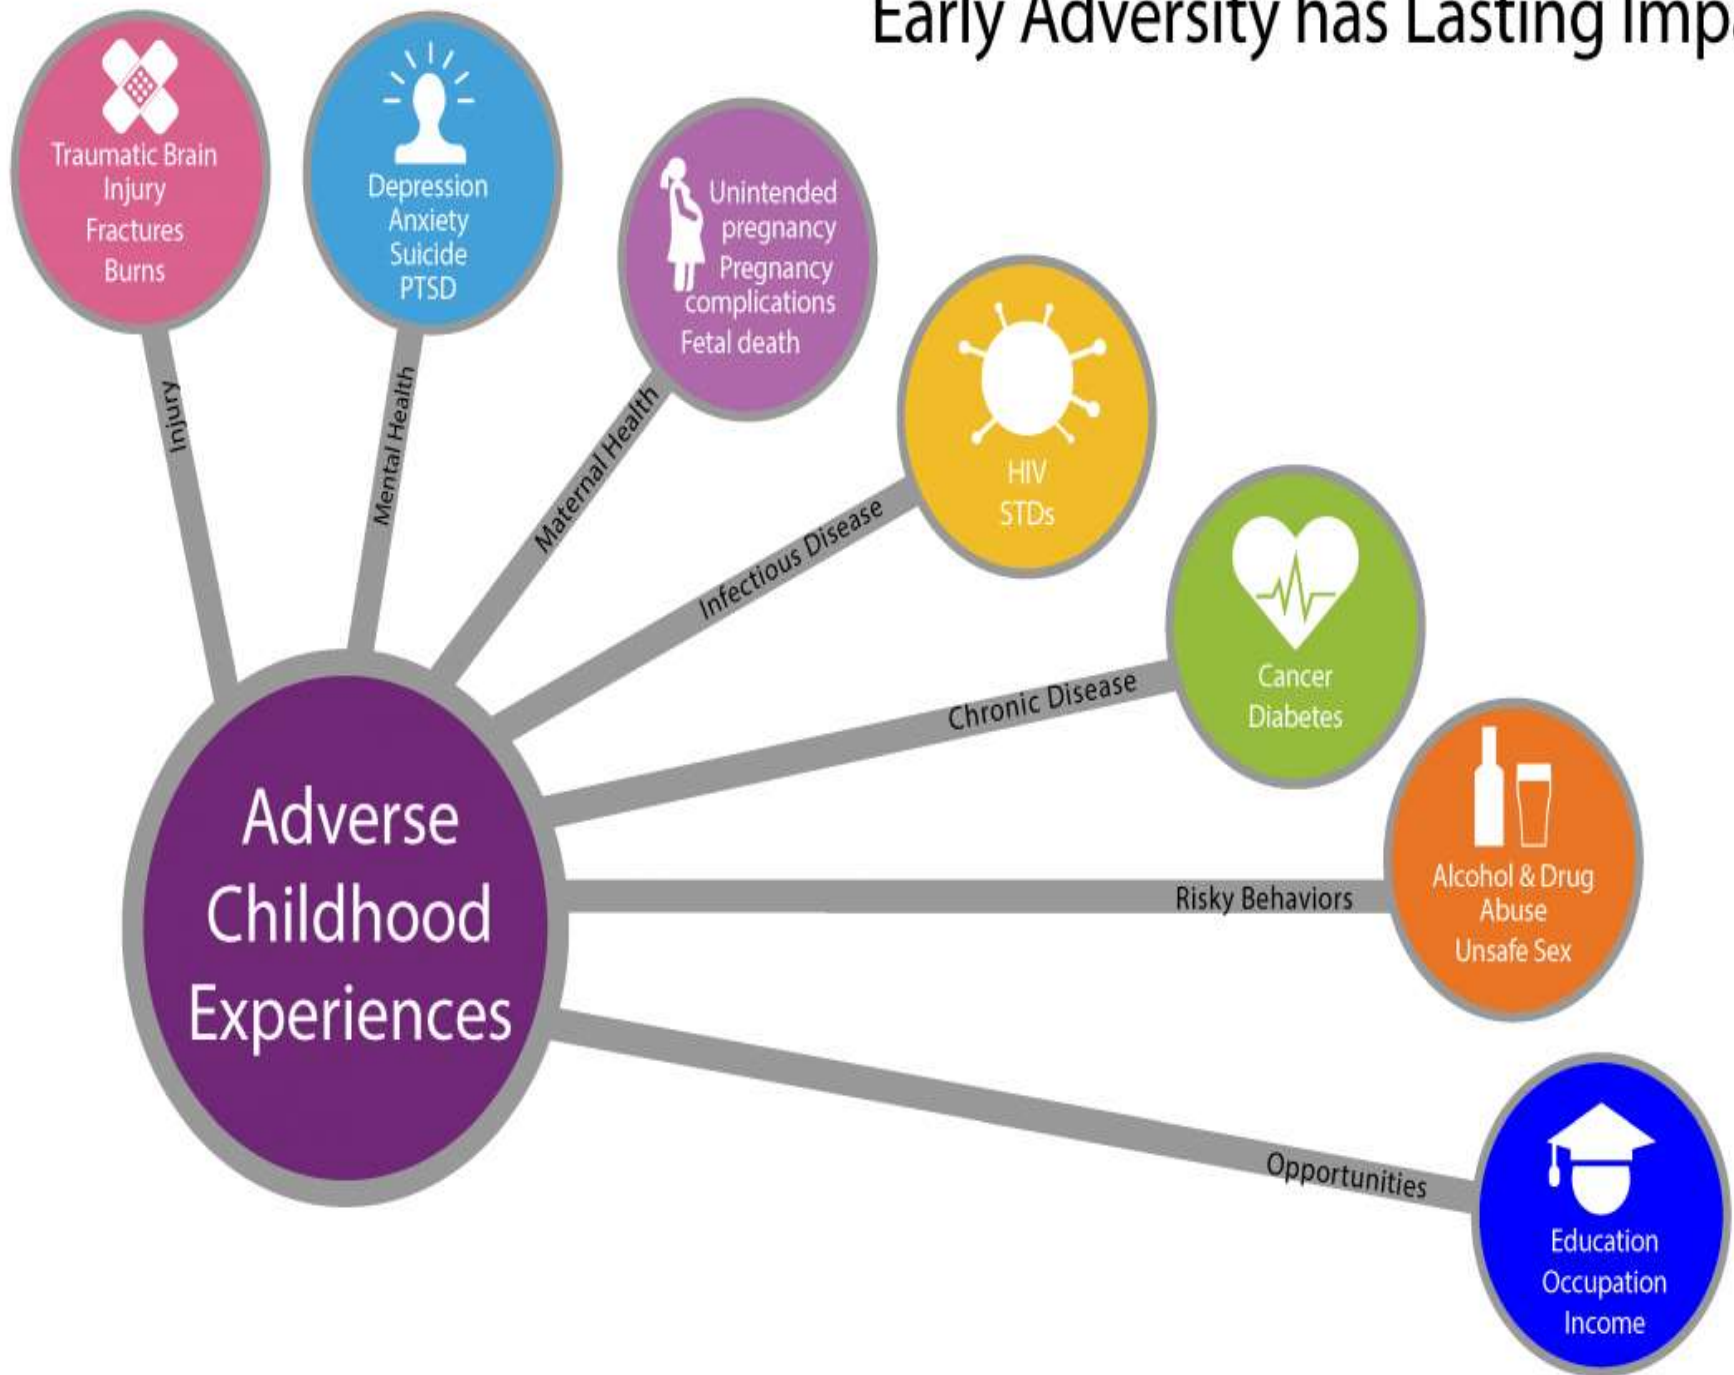 Early Adversity has Lasting
Traumatic Brain
Injury
Fractures
Burns
Injury
Depression
Anxiety
Suicide
PTSD
Mental Health
Unintended
pregnancy
Pregnancy
complications
Fetal death
Maternal Health
HIV
STDs
Infectious Disease
Cancer
Diabetes
Chronic Disease
Alcohol & Drug
Abuse
Unsafe Sex
Risky Behaviors
Education
Occupation
Income
Opportunities
Adverse
Childhood
Experiences